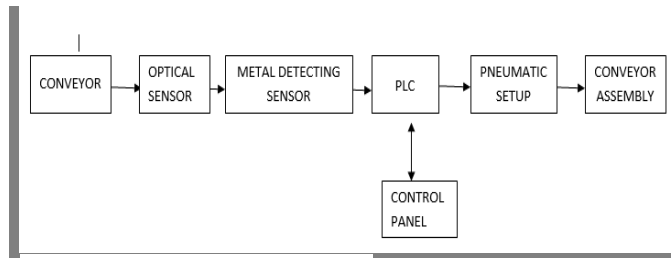 CONVEYOR
OPTICAL
SENSOR
METAL DETECTING
SENSOR
PLC
PNEUMATIC
SETUP
CONVEYOR
ASSEMBLY
CONTROL
PANEL